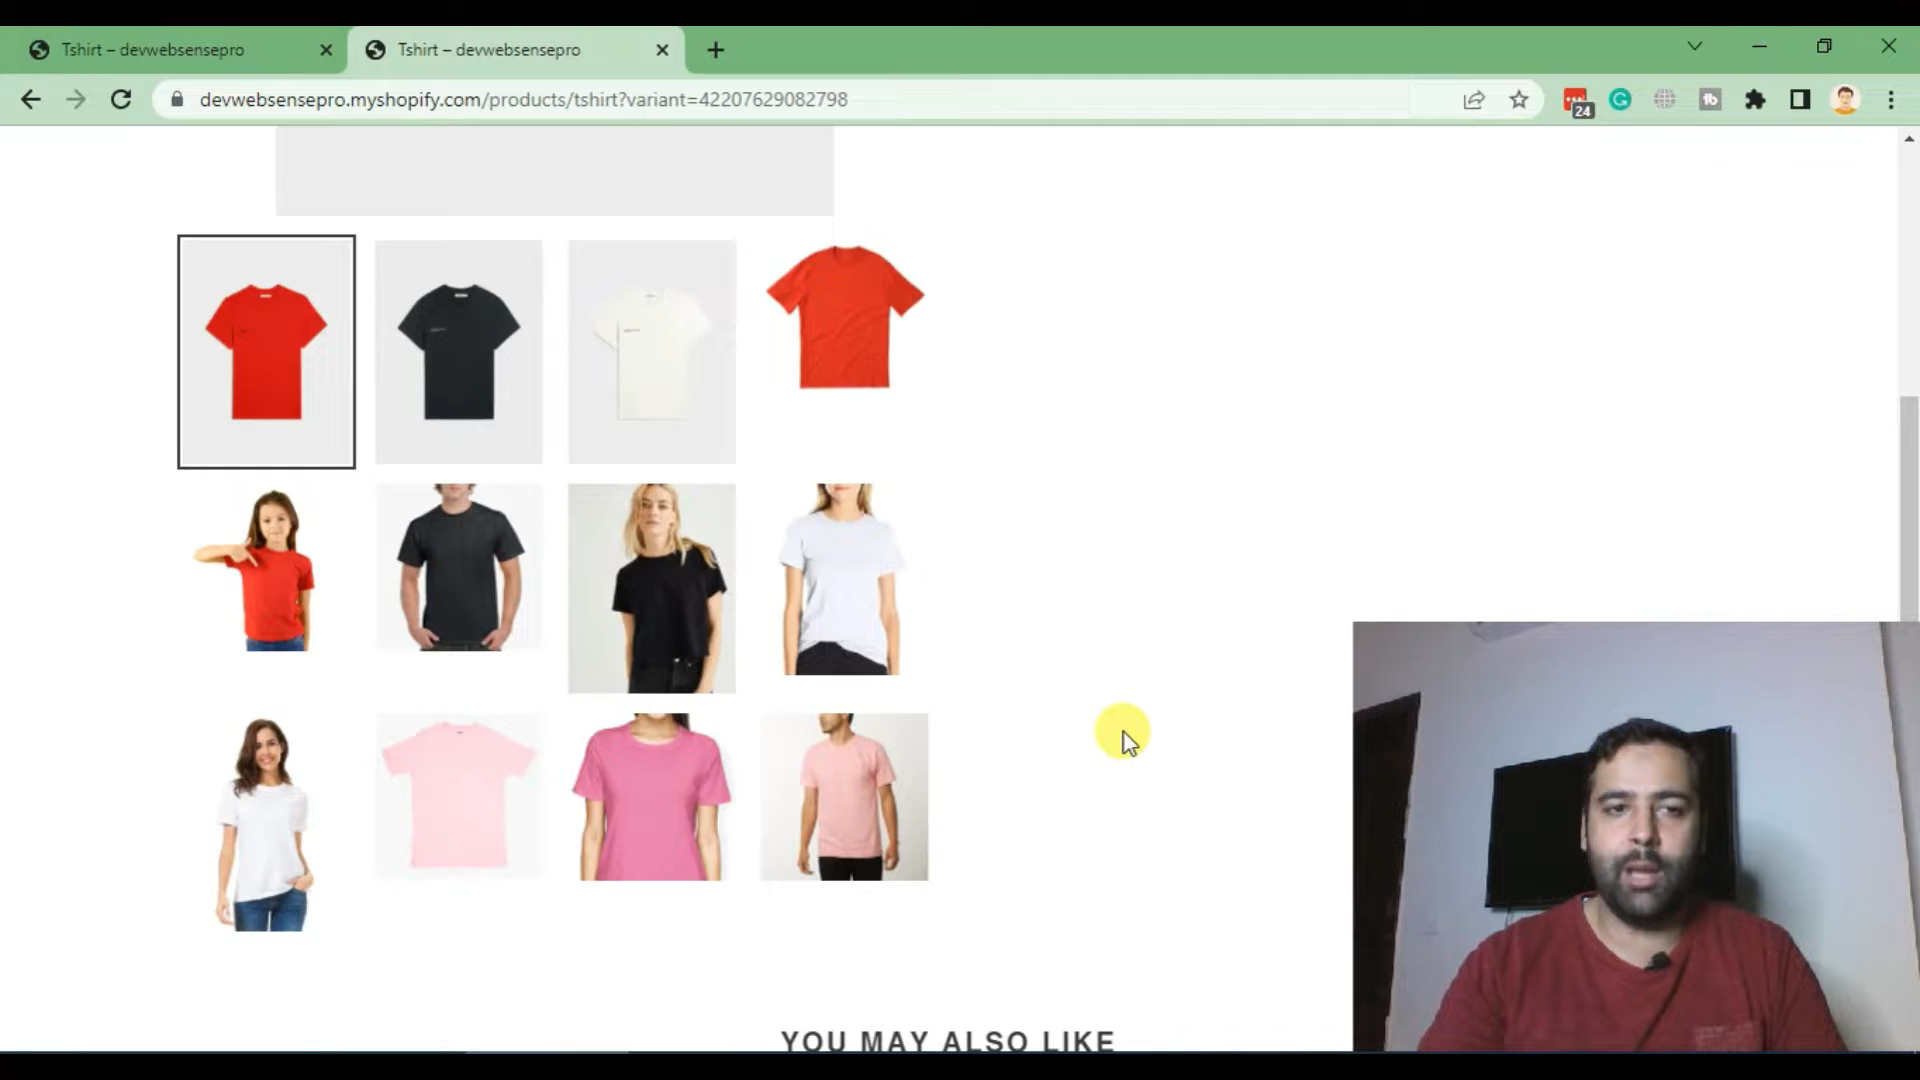 Tshirt – devwebsensepro
Tshirt – devwebsensepro
devwebsensepro.myshopify.com/products/tshirt?variant=42207629082798
24
YOU MAY ALSO LIKE